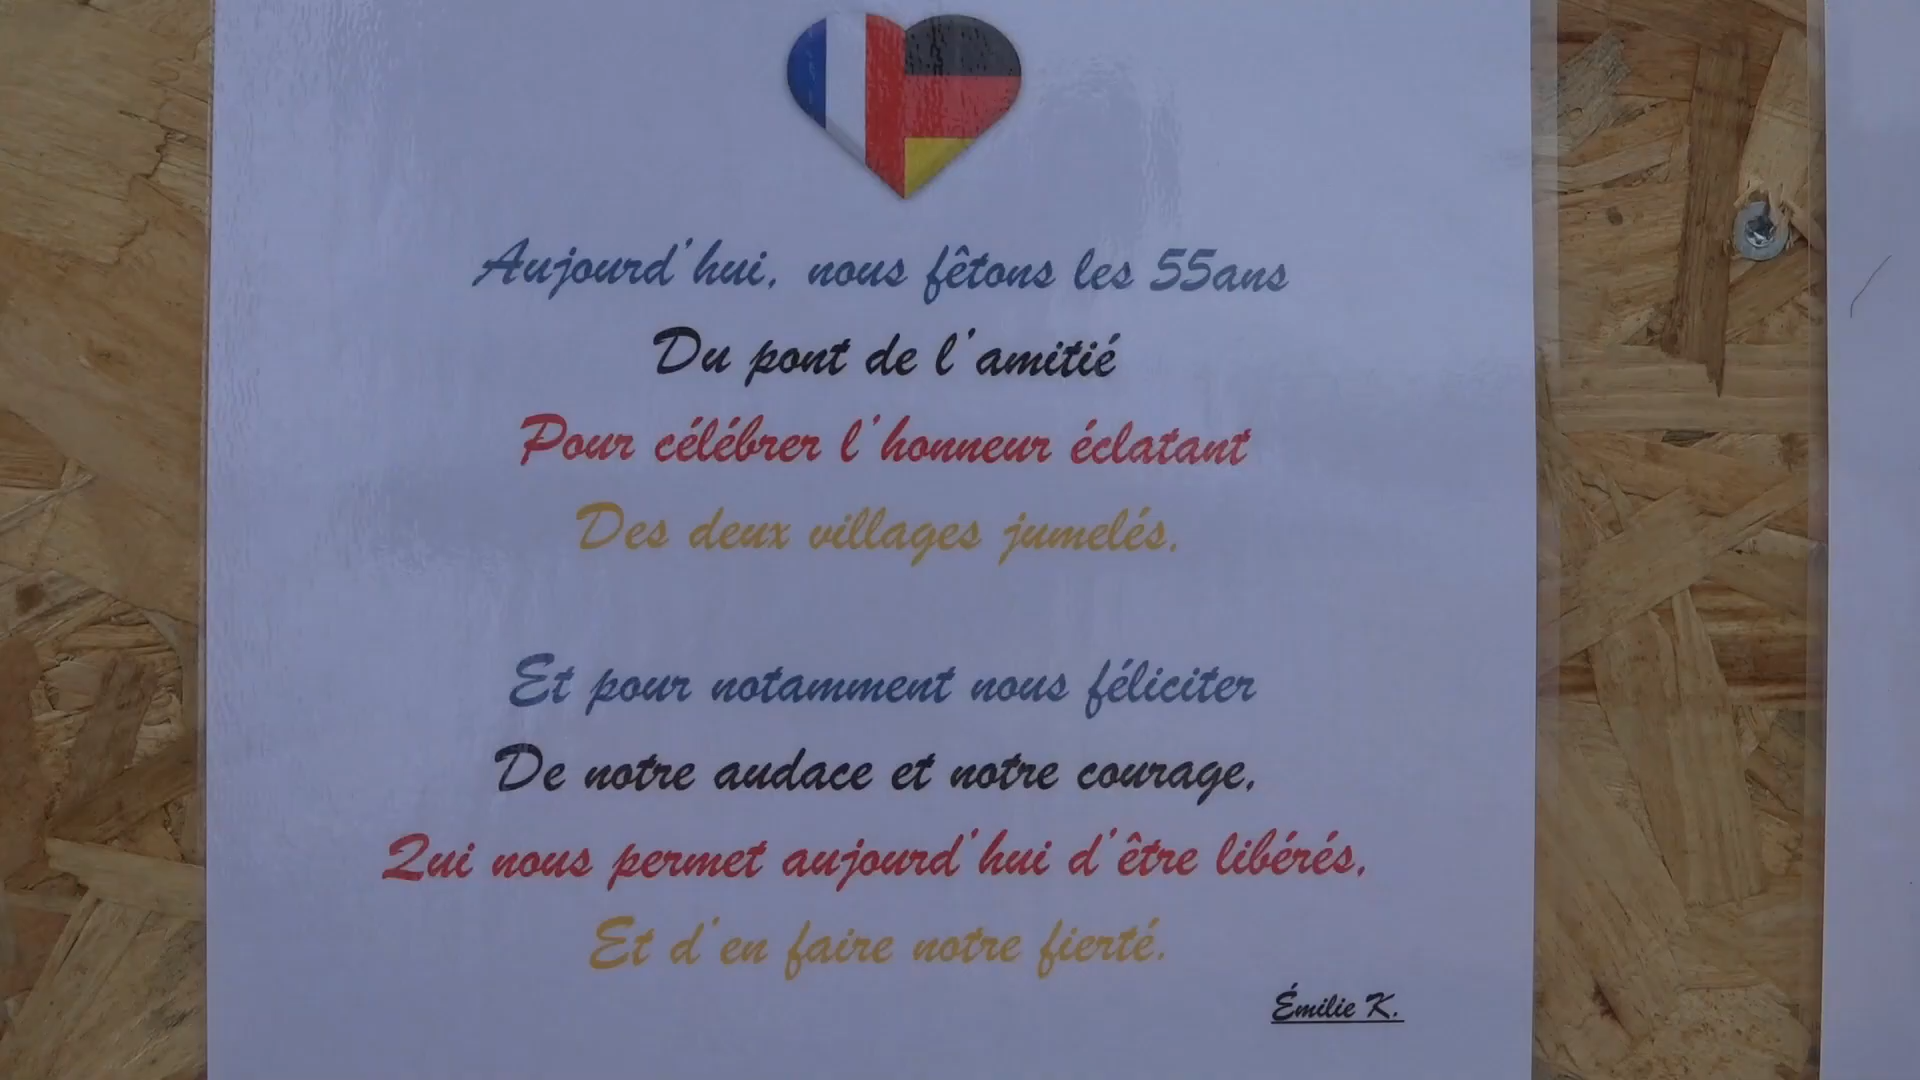 Aujourd'hui, nous fêtons les 55ans
Du pont de l'amitié
Pour célébrer l'honneur éclatant
Des deux villages jumelés,
Et pour notamment nous féliciter
De notre audace et notre courage,
Qui nous permet aujourd'hui d'être libérés,
Et d'en faire notre fierté.
Émilie K.